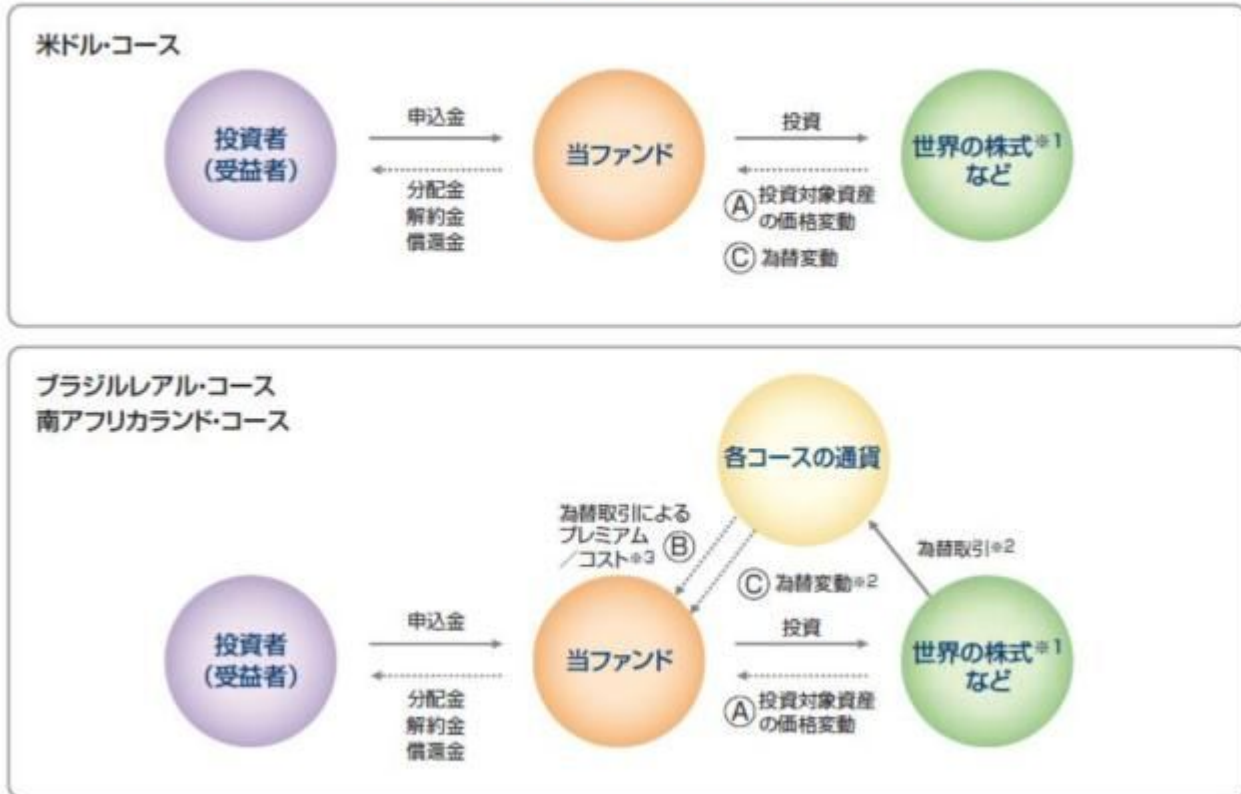 米ドル・コース
投資者
(受益者)
申込金
分配金
解約金
償還金
当ファンド
投資
Ⓐ投資対象資産
の価格変動
Ⓒ 為替変動
世界の株式※1
など
ブラジルレアル・コース
南アフリカランド・コース
各コースの通貨
為替取引による
プレミアム
/コスト※3 Ⓑ
Ⓒ 為替変動※2
為替取引※2
投資者
(受益者)
申込金
分配金
解約金
償還金
当ファンド
投資
Ⓐ投資対象資産
の価格変動
世界の株式※1
など